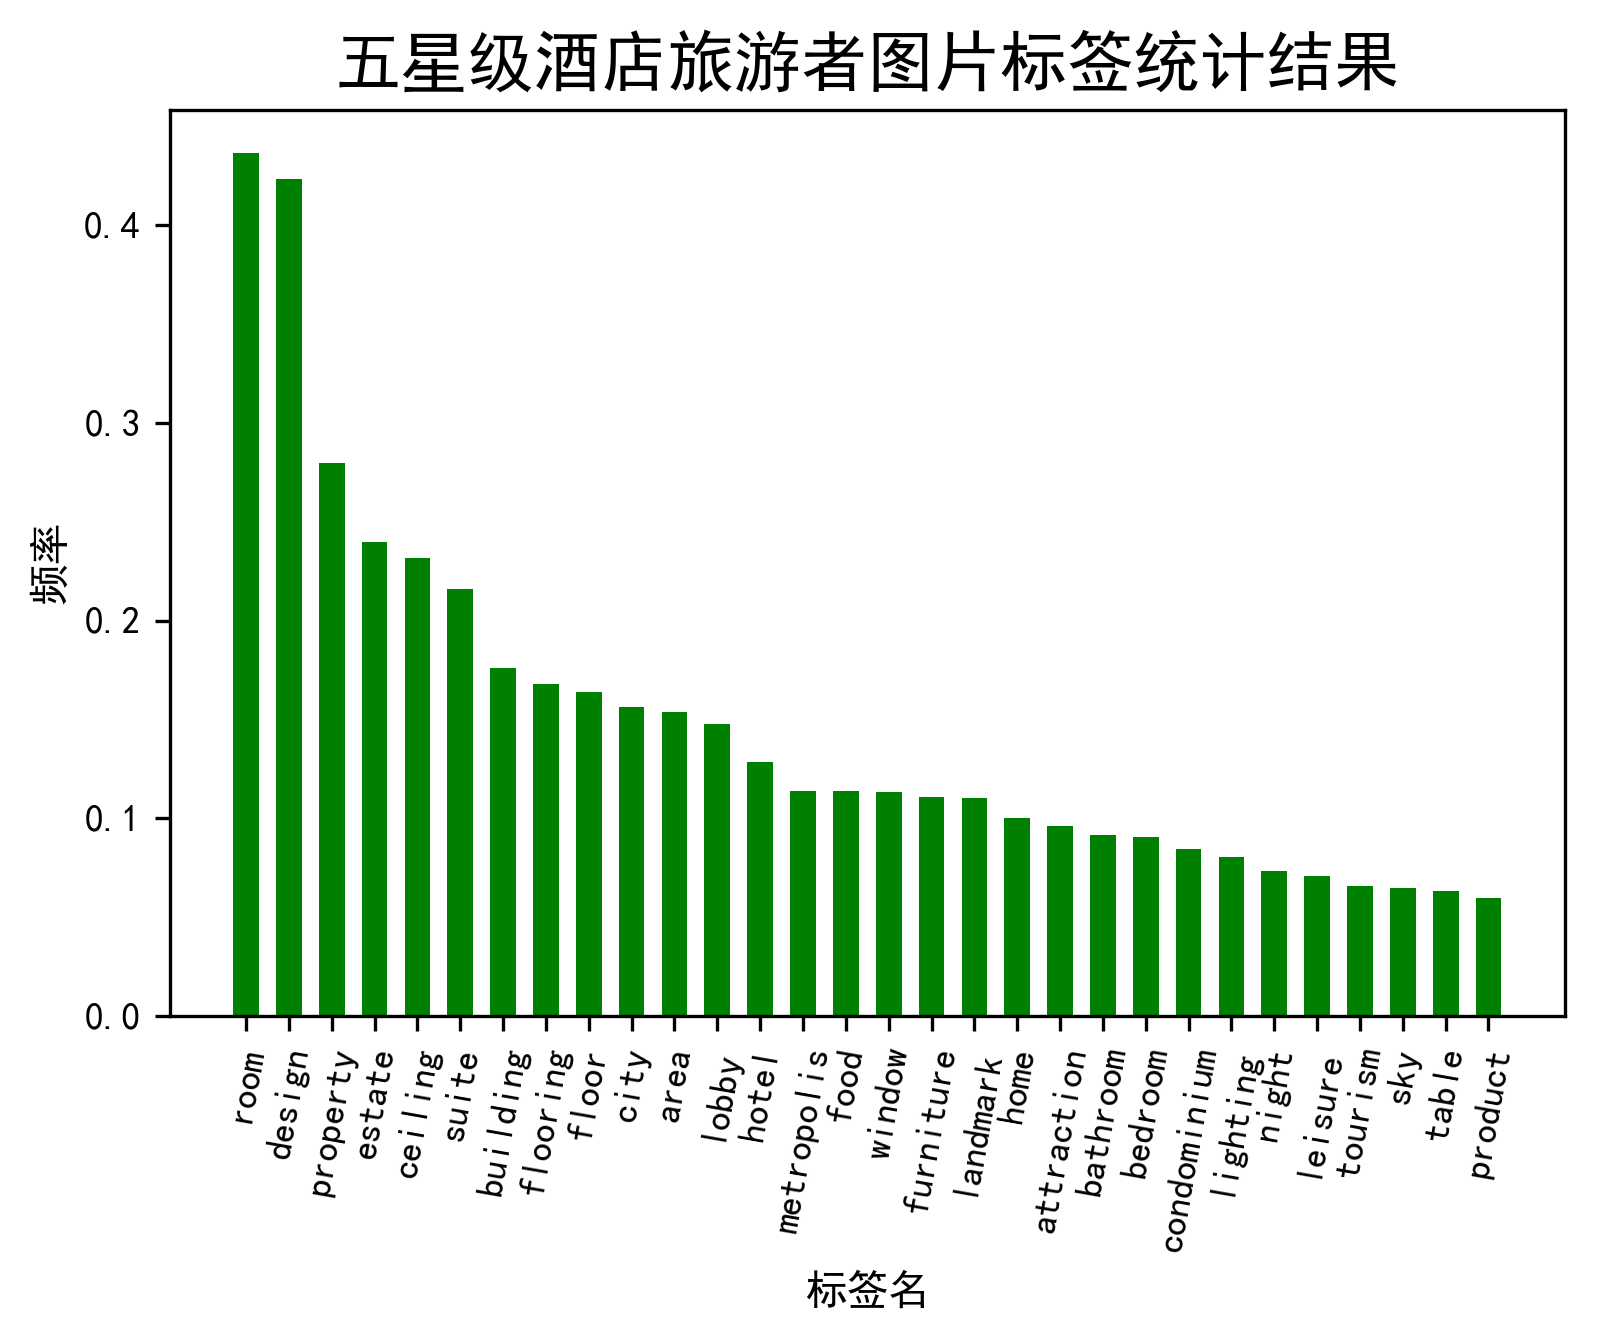 五星级酒店旅游者图片标签统计结果
频率
0.4
0.3
0.2
0.1
0.0
room
design
property
estate
ceiling
suite
building
flooring
floor
city
area
lobby
hotel
metropolis
food
window
furniture
landmark
home
attraction
bathroom
bedroom
condominium
lighting
night
leisure
tourism
sky
table
product
标签名